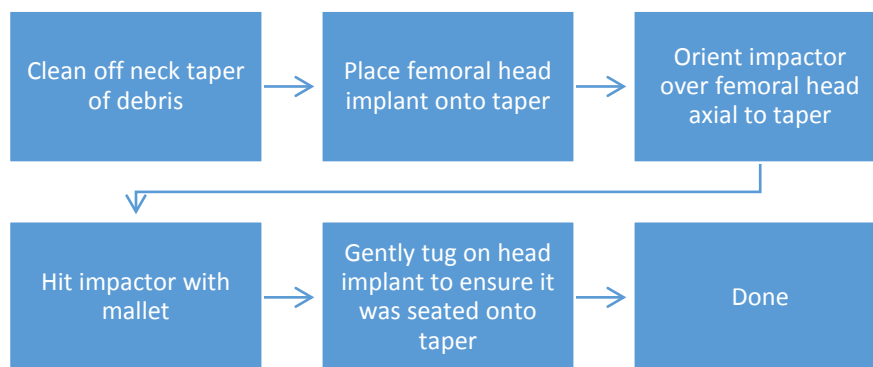 Clean off neck taper
of debris
Place femoral head
implant onto taper
Orient impactor
over femoral head
axial to taper
Hit impactor with
mallet
Gently tug on head
implant to ensure it
was seated onto
taper
Done